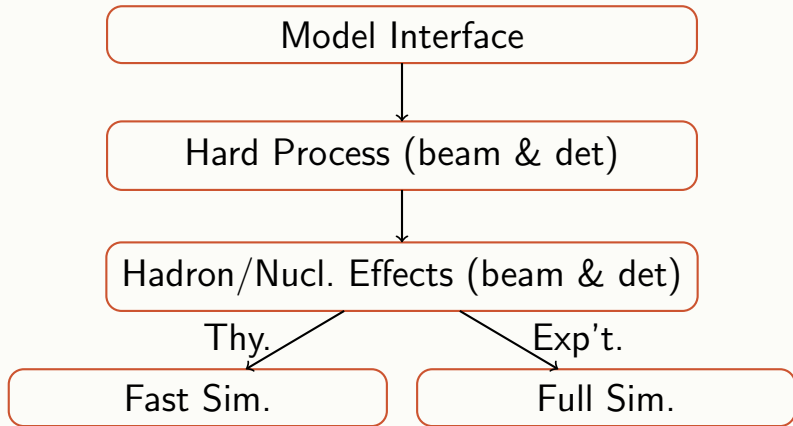 Model Interface
Hard Process (beam & det)
Hadron/Nucl. Effects (beam & det)
Thy.
Exp't.
Fast Sim.
Full Sim.